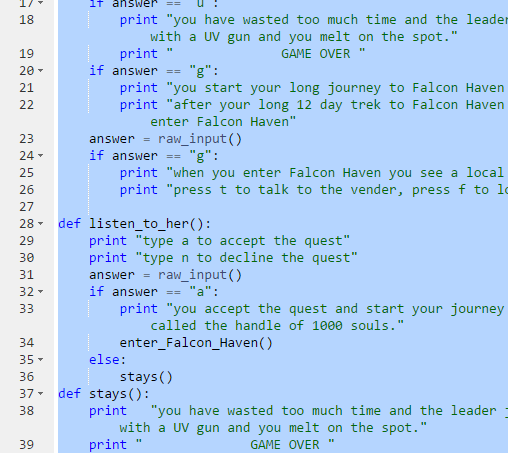 17 if answer == "u":
18 print "you have wasted too much time and the leader
with a UV gun and you melt on the spot."
19 print " GAME OVER "
20 if answer == "g":
21 print "you start your long journey to Falcon Haven
22 print "after your long 12 day trek to Falcon Haven
enter Falcon Haven"
23 answer = raw_input()
24 if answer == "g":
25 print "when you enter Falcon Haven you see a local
26 print "press t to talk to the vender, press f to lo
27
28 def listen_to_her():
29 print "type a to accept the quest"
30 print "type n to decline the quest"
31 answer = raw_input()
32 if answer == "a":
33 print "you accept the quest and start your journey
called the handle of 1000 souls."
34 enter_Falcon_Haven()
35 else:
36 stays()
37 def stays():
38 print "you have wasted too much time and the leader
with a UV gun and you melt on the spot."
39 print " GAME OVER "